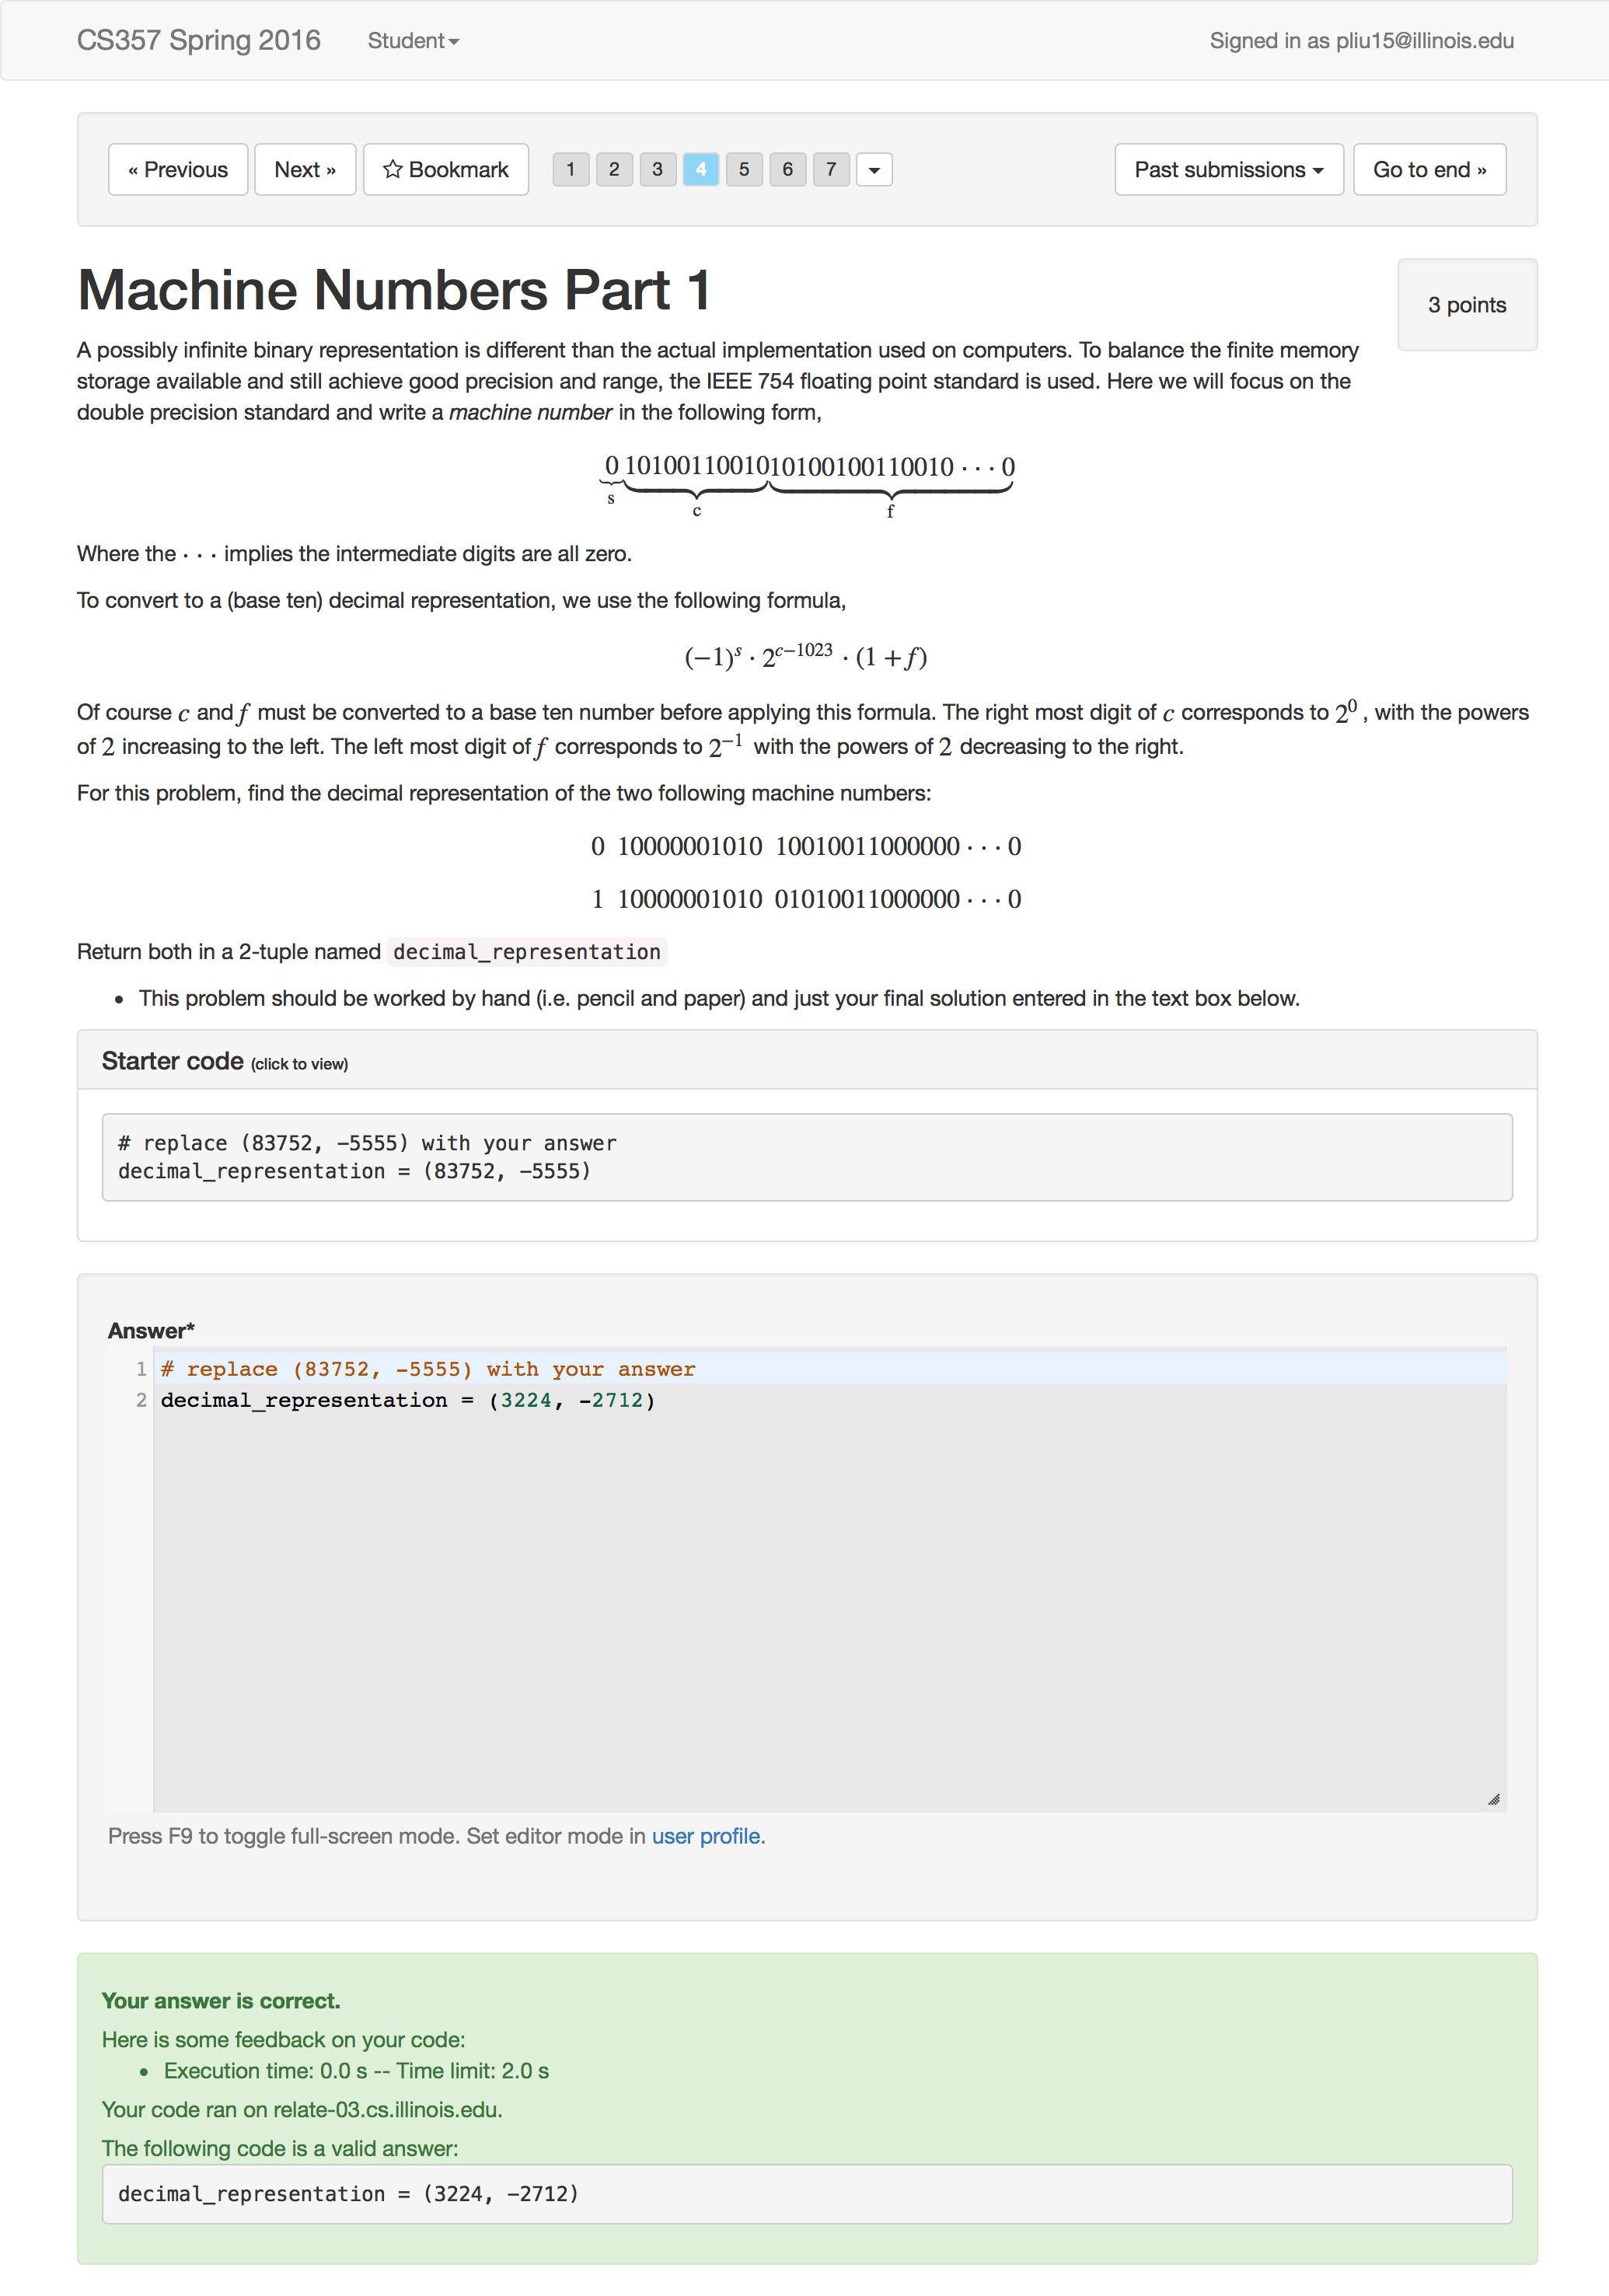 CS357 Spring 2016 Student Signed in as pliu15@illinois.edu
« Previous Next » Bookmark 1 2 3 4 5 6 7 Past submissions Go to end »
Machine Numbers Part 1
3 points
A possibly infinite binary representation is different than the actual implementation used on computers. To balance the finite memory
storage available and still achieve good precision and range, the IEEE 754 floating point standard is used. Here we will focus on the
double precision standard and write a machine number in the following form,
0 10100110010 10100100110010 · · · 0
s c f
Where the · · · implies the intermediate digits are all zero.
To convert to a (base ten) decimal representation, we use the following formula,
(−1)^s · 2^{c−1023} · (1 + f)
Of course c and f must be converted to a base ten number before applying this formula. The right most digit of c corresponds to 2^0 , with the powers
of 2 increasing to the left. The left most digit of f corresponds to 2^{−1} with the powers of 2 decreasing to the right.
For this problem, find the decimal representation of the two following machine numbers:
0 10000001010 10010011000000 · · · 0
1 10000001010 01010011000000 · · · 0
Return both in a 2-tuple named decimal_representation
• This problem should be worked by hand (i.e. pencil and paper) and just your final solution entered in the text box below.
Starter code (click to view)
# replace (83752, -5555) with your answer
decimal_representation = (83752, -5555)
Answer*
1 # replace (83752, -5555) with your answer
2 decimal_representation = (3224, -2712)
Press F9 to toggle full-screen mode. Set editor mode in user profile.
Your answer is correct.
Here is some feedback on your code:
• Execution time: 0.0 s -- Time limit: 2.0 s
Your code ran on relate-03.cs.illinois.edu.
The following code is a valid answer:
decimal_representation = (3224, -2712)